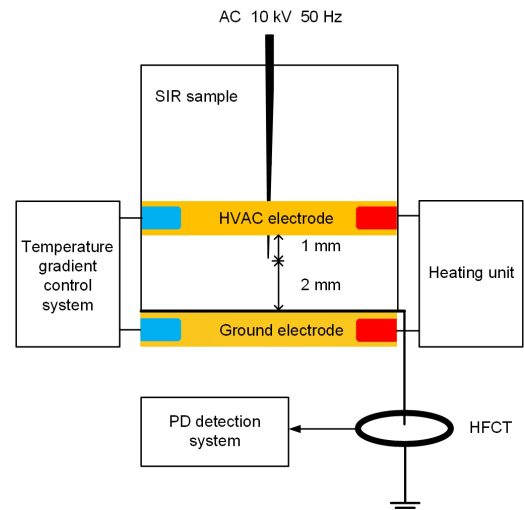 AC 10 kV 50 Hz
SIR sample
HVAC electrode
1 mm
Temperature
gradient
control
system
Heating unit
2 mm
Ground electrode
PD detection
system
HFCT